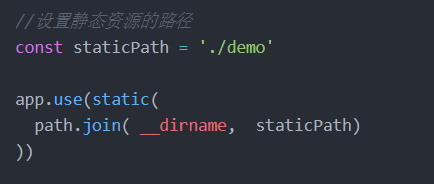 //设置静态资源的路径
const staticPath = './demo'
app.use(static(
path.join( __dirname,  staticPath)
))